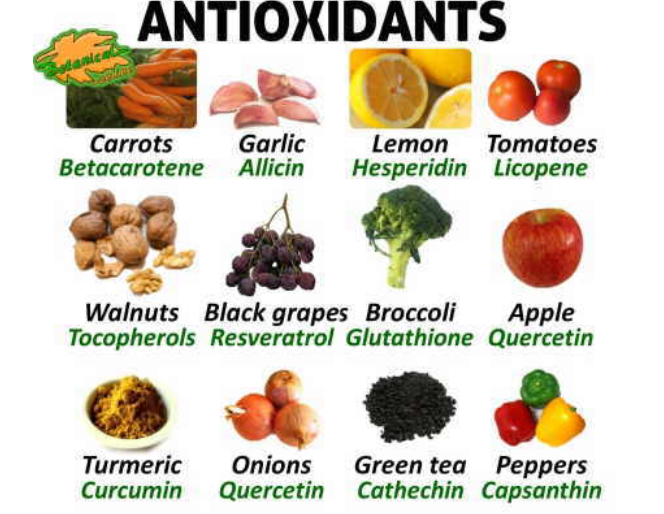 ANTIOXIDANTS
Botanical
Carrots Garlic Lemon Tomatoes
Betacarotene Allicin Hesperidin Licopene
Walnuts Black grapes Broccoli Apple
Tocopherols Resveratrol Glutathione Quercetin
Turmeric Onions Green tea Peppers
Curcumin Quercetin Cathechin Capsanthin